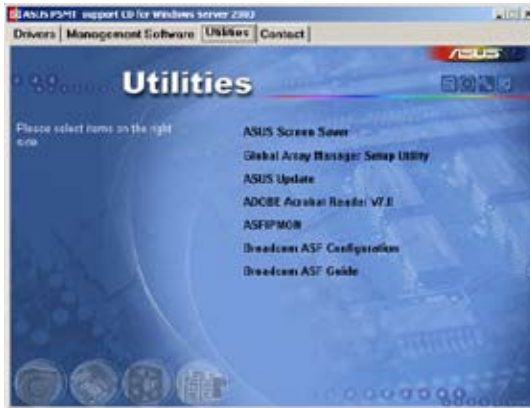 ASUS P5MT support CD for Windows Server 2003
Drivers Management Software Utilities Contact
ASUS
Utilities
Please select items on the right
side
ASUS Screen Saver
Global Array Manager Setup Utility
ASUS Update
ADOBE Acrobat Reader V7.0
ASFIPMON
Broadcom ASF Configuration
Broadcom ASF Guide